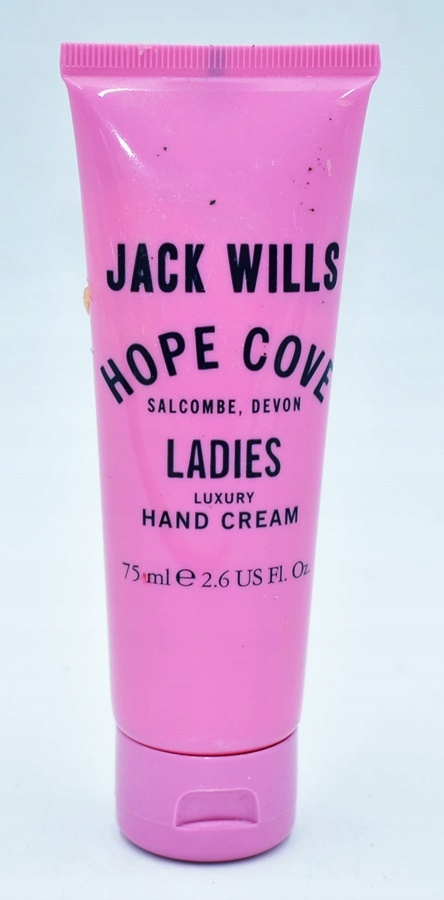 JACK WILLS
HOPE COVE
SALCOMBE, DEVON
LADIES
LUXURY
HAND CREAM
75 ml ℮ 2.6 US Fl. Oz.